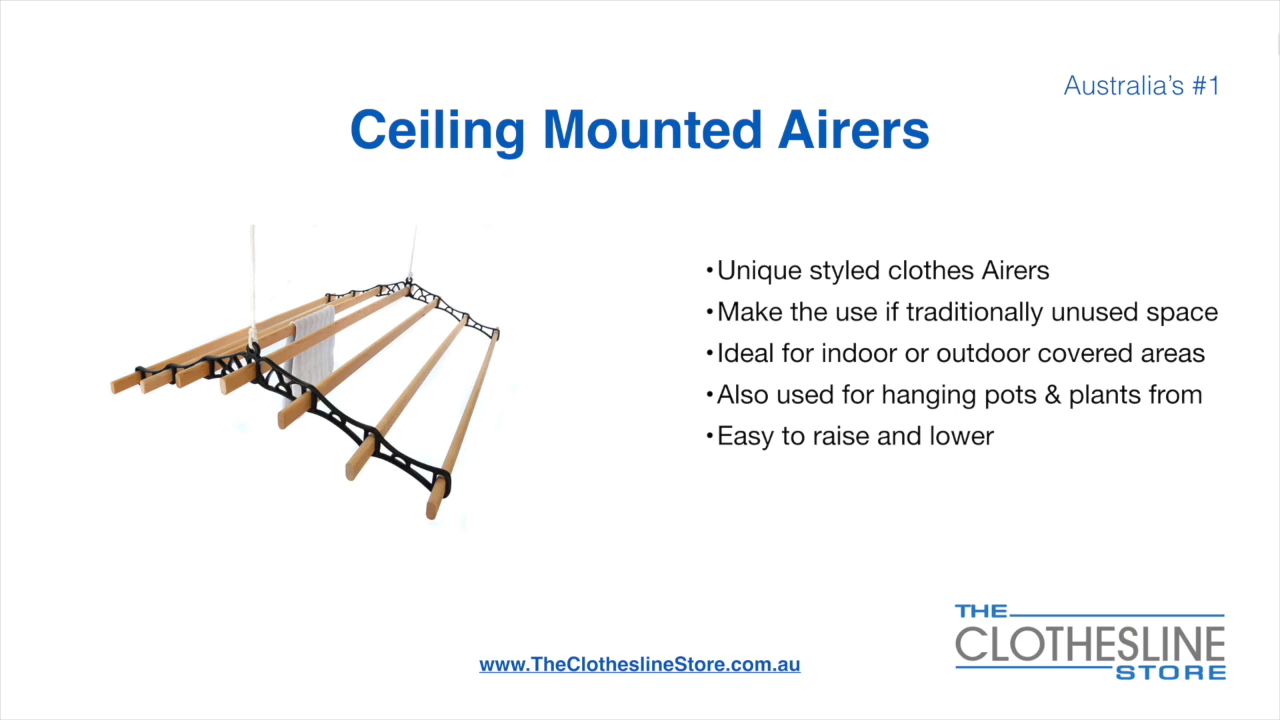 Australia's #1
Ceiling Mounted Airers
•Unique styled clothes Airers
•Make the use if traditionally unused space
•Ideal for indoor or outdoor covered areas
•Also used for hanging pots & plants from
•Easy to raise and lower
www.TheClotheslineStore.com.au
THE
CLOTHESLINE
STORE